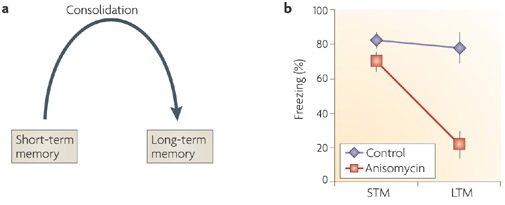 a
Consolidation
Short-term
memory
Long-term
memory
b
Freezing (%)
100
80
60
40
20
0
Control
Anisomycin
STM
LTM